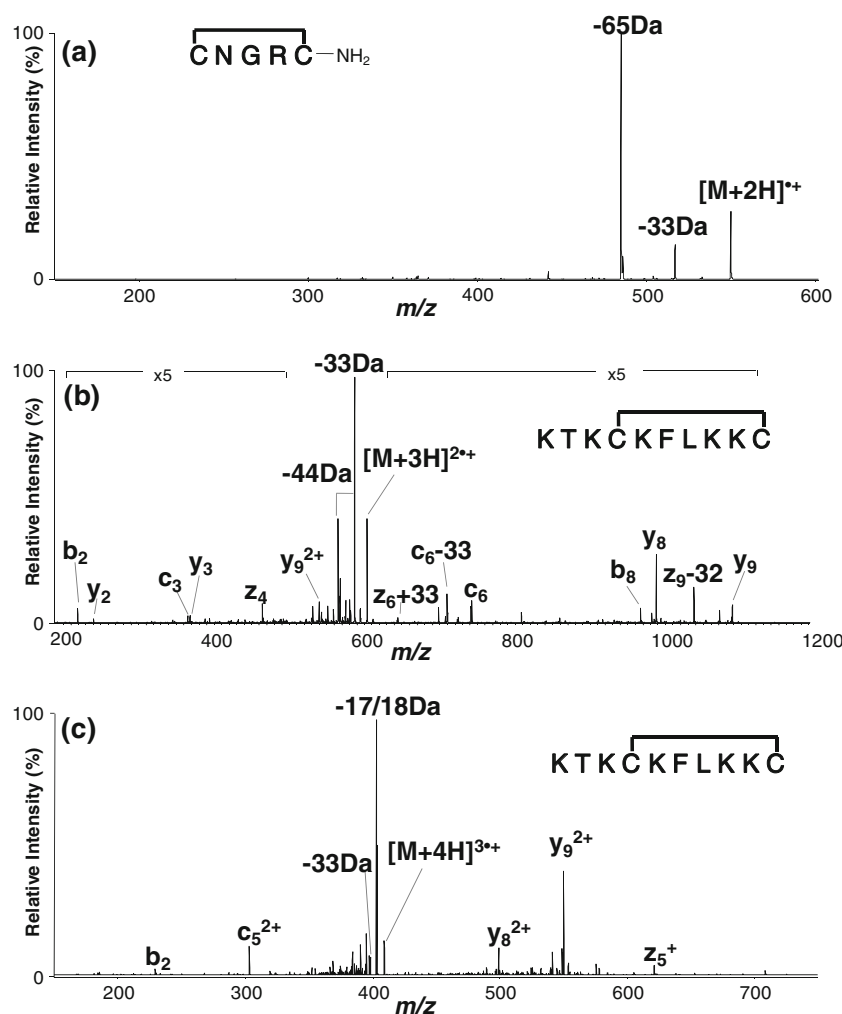 (a)
C N G R C — NH₂
-65Da
-33Da
[M+2H]•+
Relative Intensity (%)
100
0
200 300 400 500 600
m/z
(b)
x5 x5
-33Da
K T K C K F L K K C
[M+3H]2•+
-44Da
b2
y2
c3
y3
z4
y9 2+
z6+33
c6-33
c6
b8
y8
z9-32
y9
Relative Intensity (%)
100
0
200 400 600 800 1000 1200
m/z
(c)
-17/18Da
K T K C K F L K K C
-33Da
[M+4H]3•+
b2
c5 2+
y8 2+
y9 2+
z5+
Relative Intensity (%)
100
0
200 300 400 500 600 700
m/z